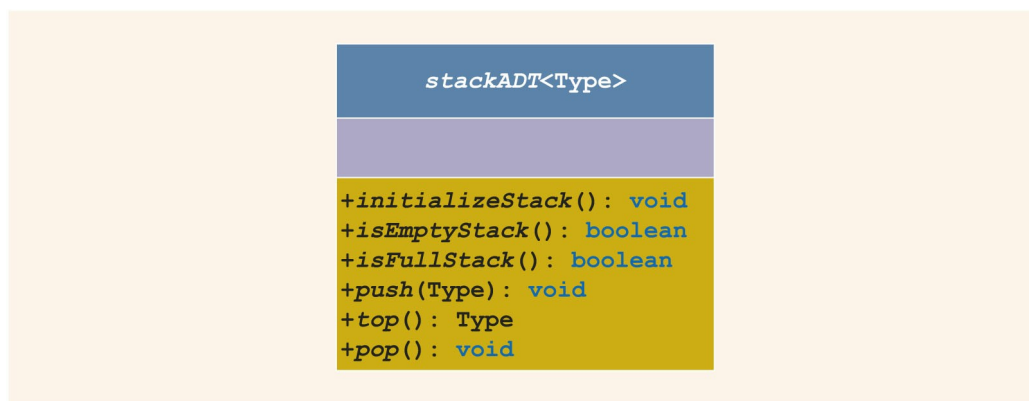 stackADT<Type>
+initializeStack(): void
+isEmptyStack(): boolean
+isFullStack(): boolean
+push(Type): void
+top(): Type
+pop(): void